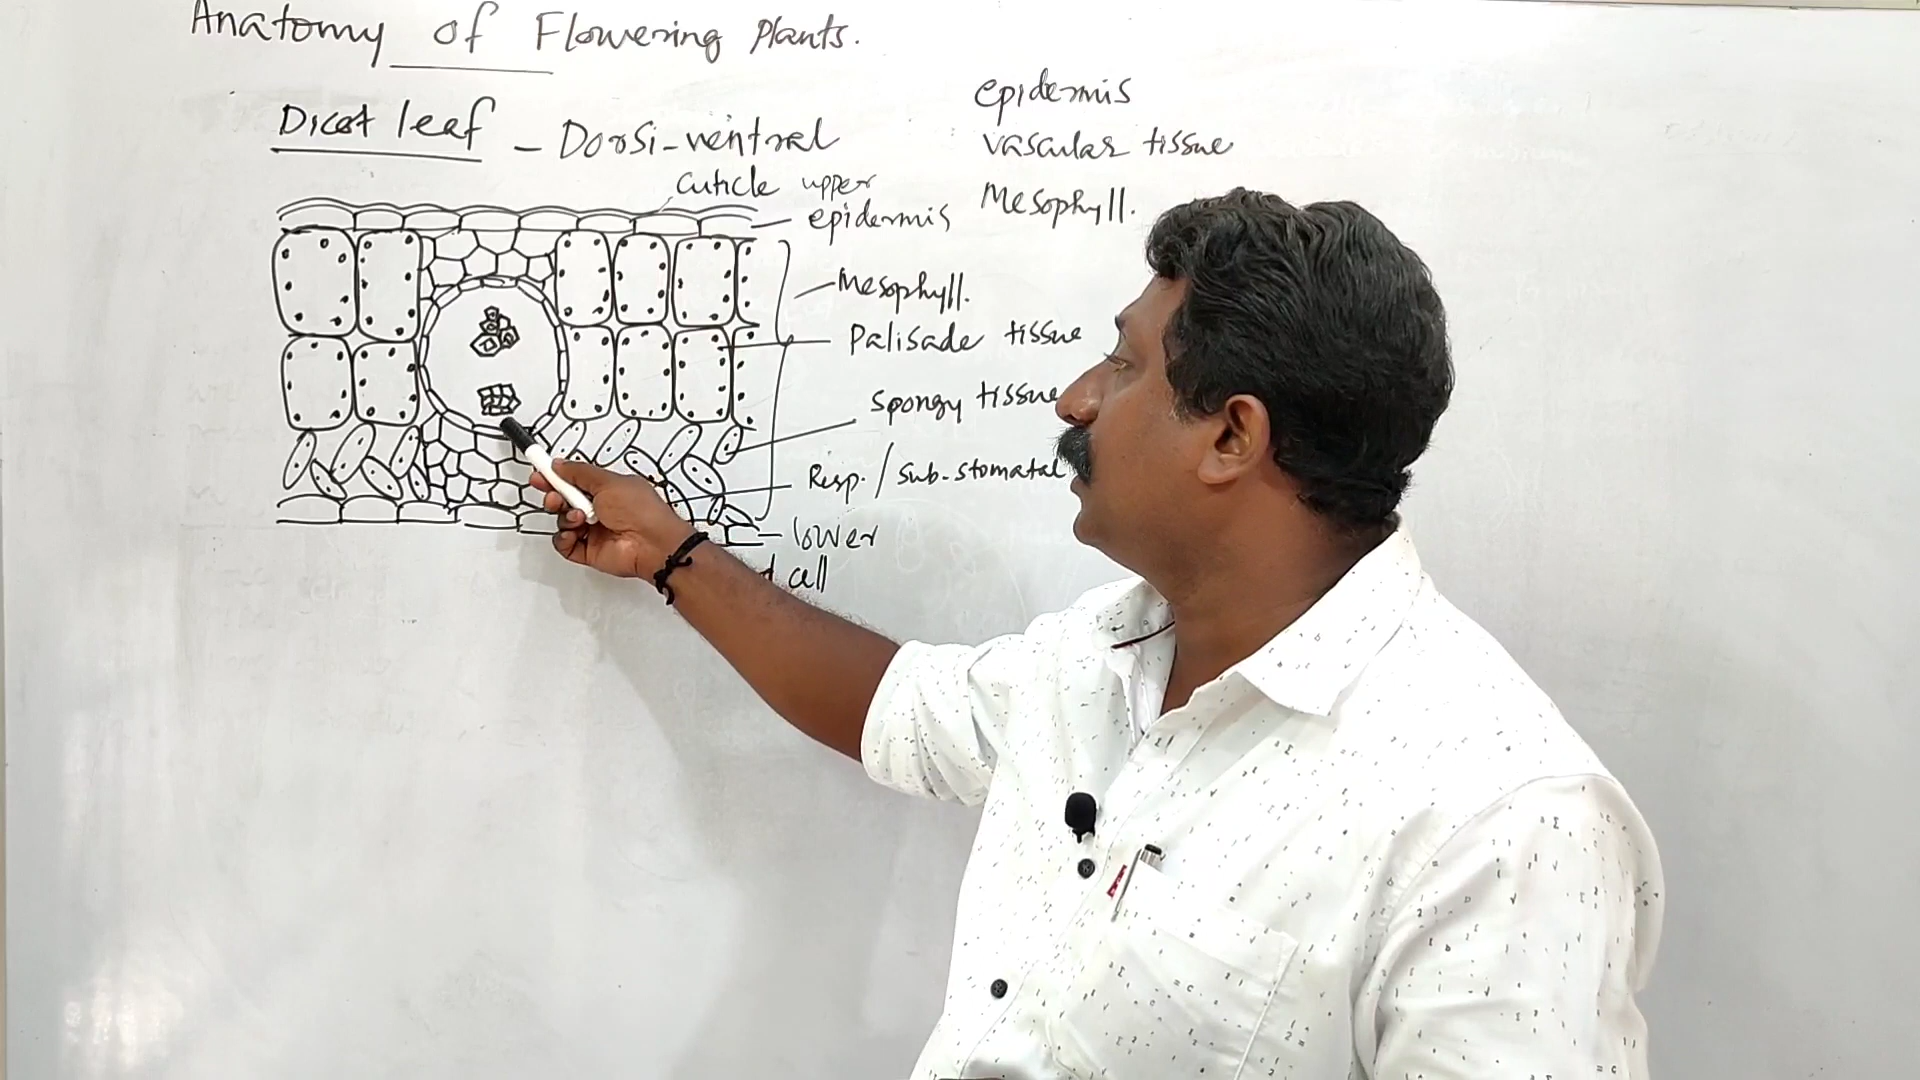 Anatomy of Flowering Plants.
Dicot leaf - Dorsi-ventral
epidermis
vascular tissue
Mesophyll.
cuticle upper
epidermis
Mesophyll.
Palisade tissue
Spongy tissue
Resp. / Sub-stomatal
lower
cell